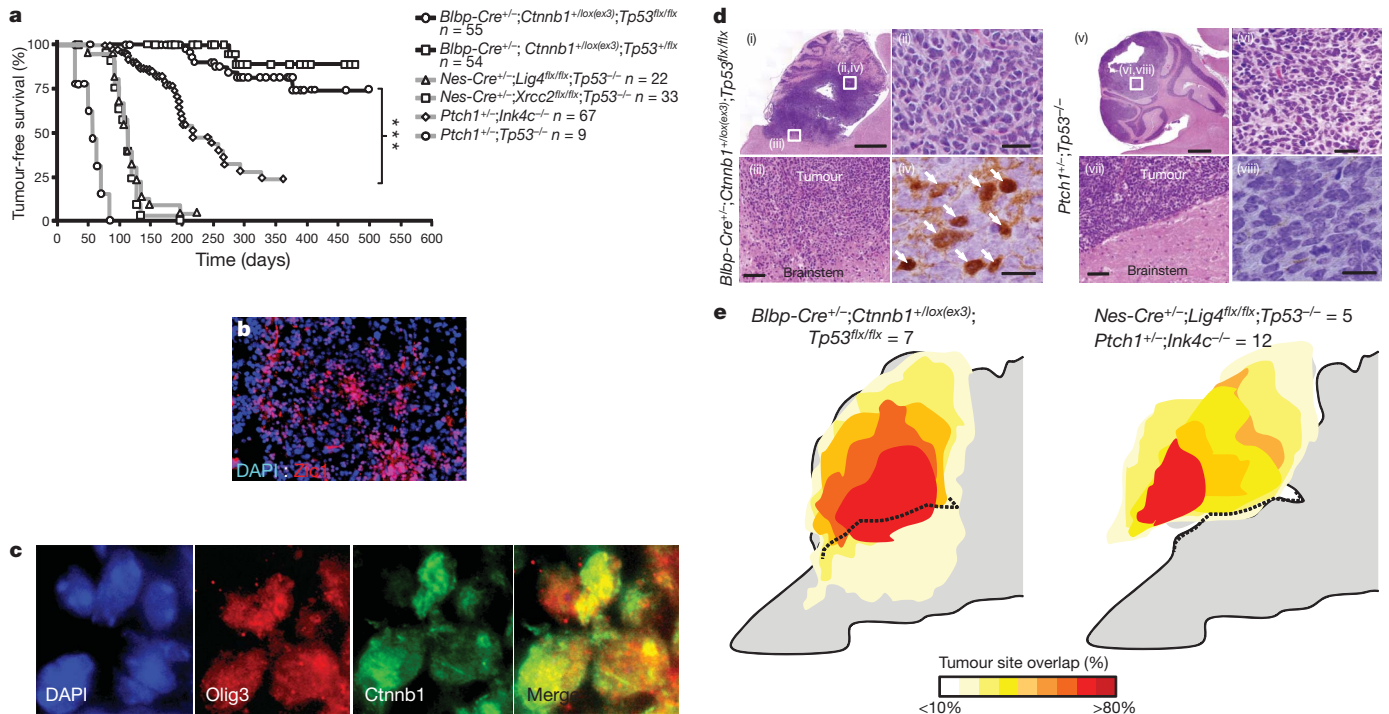 a
Blbp-Cre+/–;Ctnnb1+/lox(ex3);Tp53flx/flx
n = 55
Blbp-Cre+/–; Ctnnb1+/lox(ex3);Tp53+/flx
n = 54
Nes-Cre+/–;Lig4flx/flx;Tp53–/– n = 22
Nes-Cre+/–;Xrcc2flx/flx;Tp53–/– n = 33
Ptch1+/–;Ink4c–/– n = 67
Ptch1+/–;Tp53–/– n = 9
***
Tumour-free survival (%)
100
75
50
25
0
0 50 100 150 200 250 300 350 400 450 500 550 600
Time (days)
b
DAPI : Zic1
c
DAPI
Olig3
Ctnnb1
Merge
d
Blbp-Cre+/–;Ctnnb1+/lox(ex3);Tp53flx/flx
(i)
(ii,iv)
(iii)
(ii)
(iii)
Tumour
Brainstem
(iv)
Ptch1+/–;Tp53–/–
(v)
(vi,viii)
(vi)
(vii)
Tumour
Brainstem
(viii)
e
Blbp-Cre+/–;Ctnnb1+/lox(ex3);
Tp53flx/flx = 7
Nes-Cre+/–;Lig4flx/flx;Tp53–/– = 5
Ptch1+/–;Ink4c–/– = 12
Tumour site overlap (%)
<10% >80%